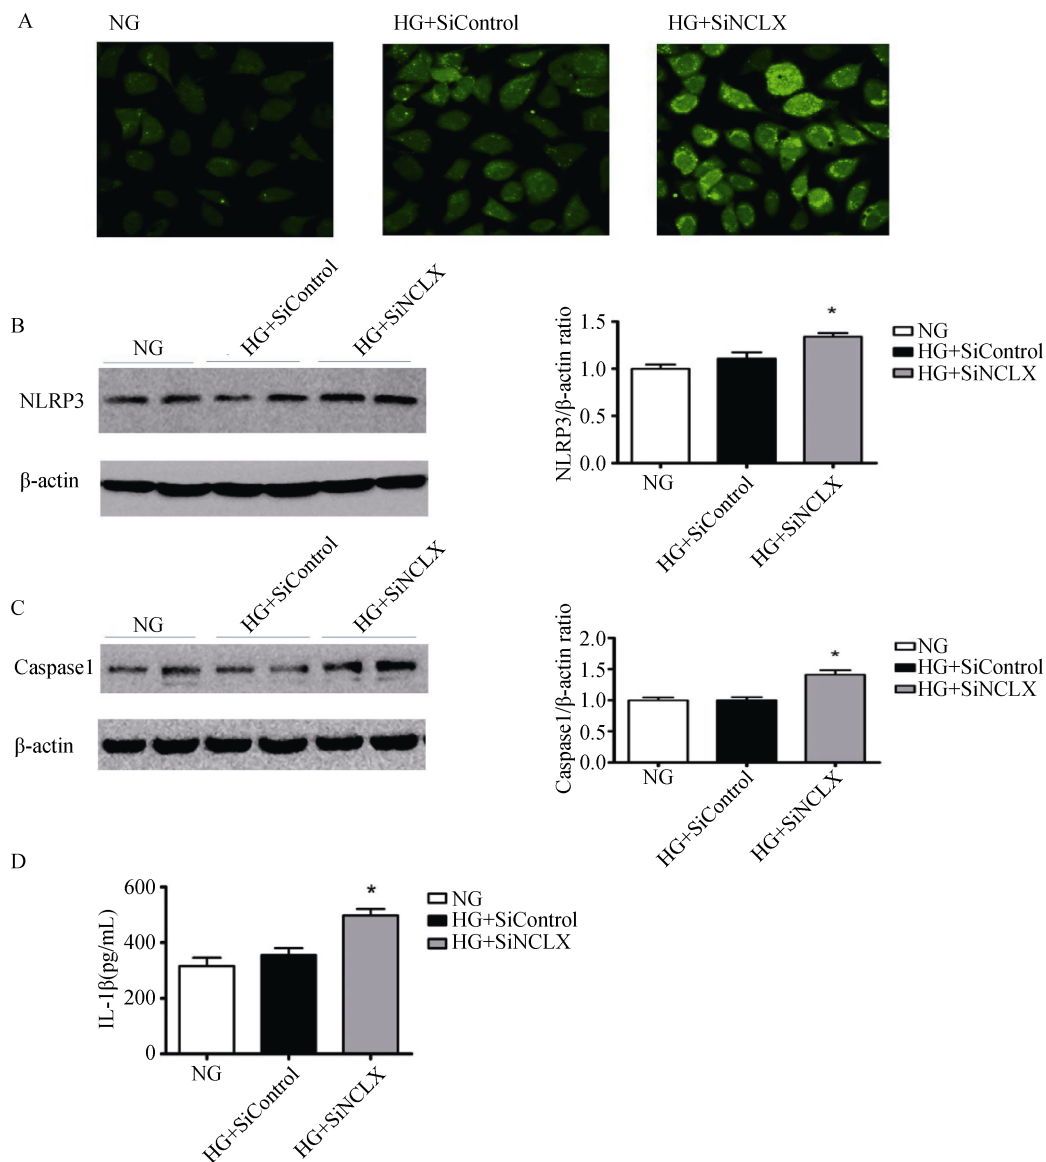 A
NG
HG+SiControl
HG+SiNCLX
B
NG
HG+SiControl
HG+SiNCLX
NLRP3
β-actin
NLRP3/β-actin ratio
1.5
1.0
0.5
0.0
*
NG
HG+SiControl
HG+SiNCLX
NG
HG+SiControl
HG+SiNCLX
C
NG
HG+SiControl
HG+SiNCLX
Caspase1
β-actin
Caspase1/β-actin ratio
2.0
1.5
1.0
0.5
0.0
*
NG
HG+SiControl
HG+SiNCLX
NG
HG+SiControl
HG+SiNCLX
D
IL-1β(pg/mL)
600
400
200
0
*
NG
HG+SiControl
HG+SiNCLX
NG
HG+SiControl
HG+SiNCLX